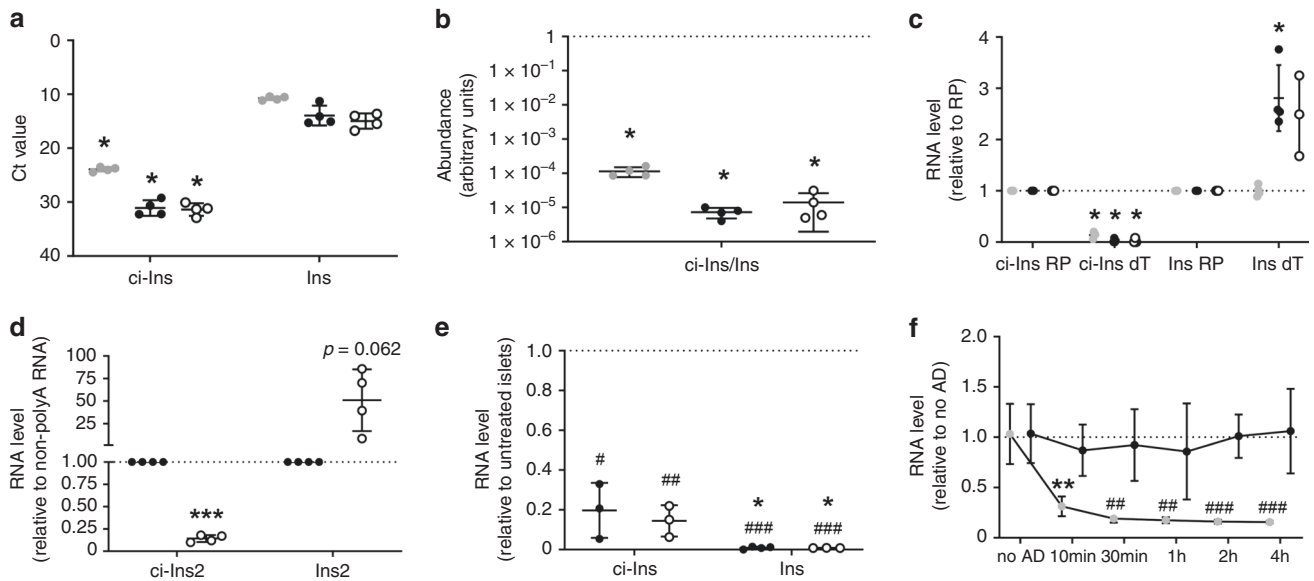 a
0
10
20
30
40
Ct value
*
*
*
ci-Ins
Ins
b
1
1
1 × 10⁻¹
1 × 10⁻²
1 × 10⁻³
1 × 10⁻⁴
1 × 10⁻⁵
1 × 10⁻⁶
Abundance
(arbitrary units)
*
*
*
ci-Ins/Ins
c
4
3
2
1
0
RNA level
(relative to RP)
*
* * *
ci-Ins RP
ci-Ins dT
Ins RP
Ins dT
d
100
75
50
25
1.00
0.75
0.50
0.25
0
RNA level
(relative to non-polyA RNA)
***
p = 0.062
ci-Ins2
Ins2
e
1.0
0.8
0.6
0.4
0.2
0
RNA level
(relative to untreated islets)
#
##
* *
### ###
ci-Ins
Ins
f
2.0
1.5
1.0
0.5
0.0
RNA level
(relative to no AD)
**
## ## ### ###
no AD 10min 30min 1h 2h 4h